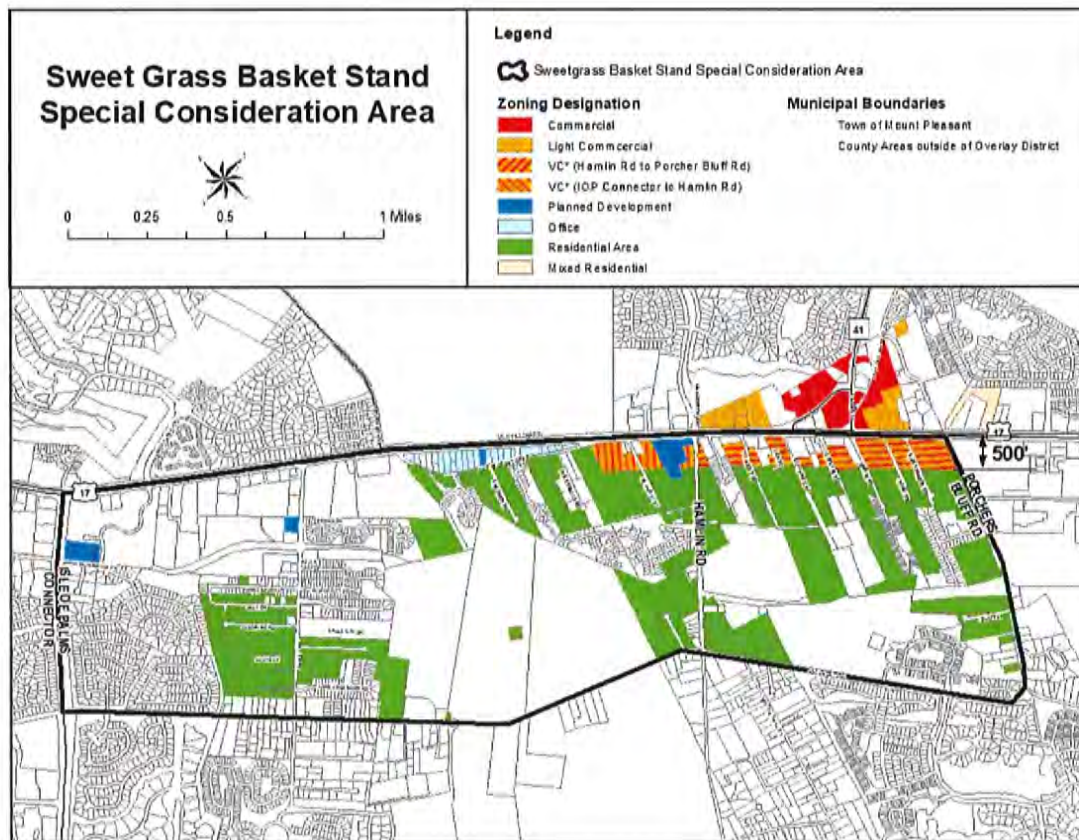 Sweet Grass Basket Stand
Special Consideration Area
0 0.25 0.5 1 Miles
Legend
Sweetgrass Basket Stand Special Consideration Area
Zoning Designation
Commercial
Light Commercial
VC* (Hamlin Rd to Porcher Bluff Rd)
VC* (IOP Connector to Hamlin Rd)
Planned Development
Office
Residential Area
Mixed Residential
Municipal Boundaries
Town of Mount Pleasant
County Areas outside of Overlay District
41
17
500'
17
PORCHERS
BLUFF RD
HAMLIN RD
ISLE DE PALMS
CONNECTOR